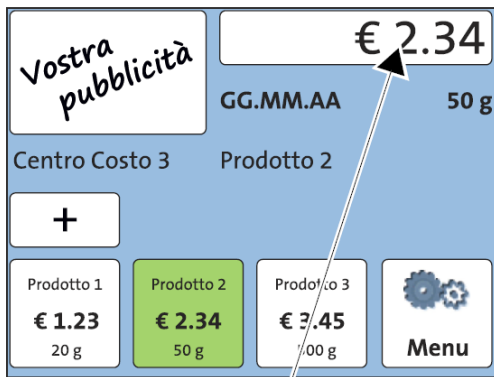 Vostra
pubblicità
€ 2.34
GG.MM.AA
50 g
Centro Costo 3
Prodotto 2
+
Prodotto 1
€ 1.23
20 g
Prodotto 2
€ 2.34
50 g
Prodotto 3
€ 3.45
Menu